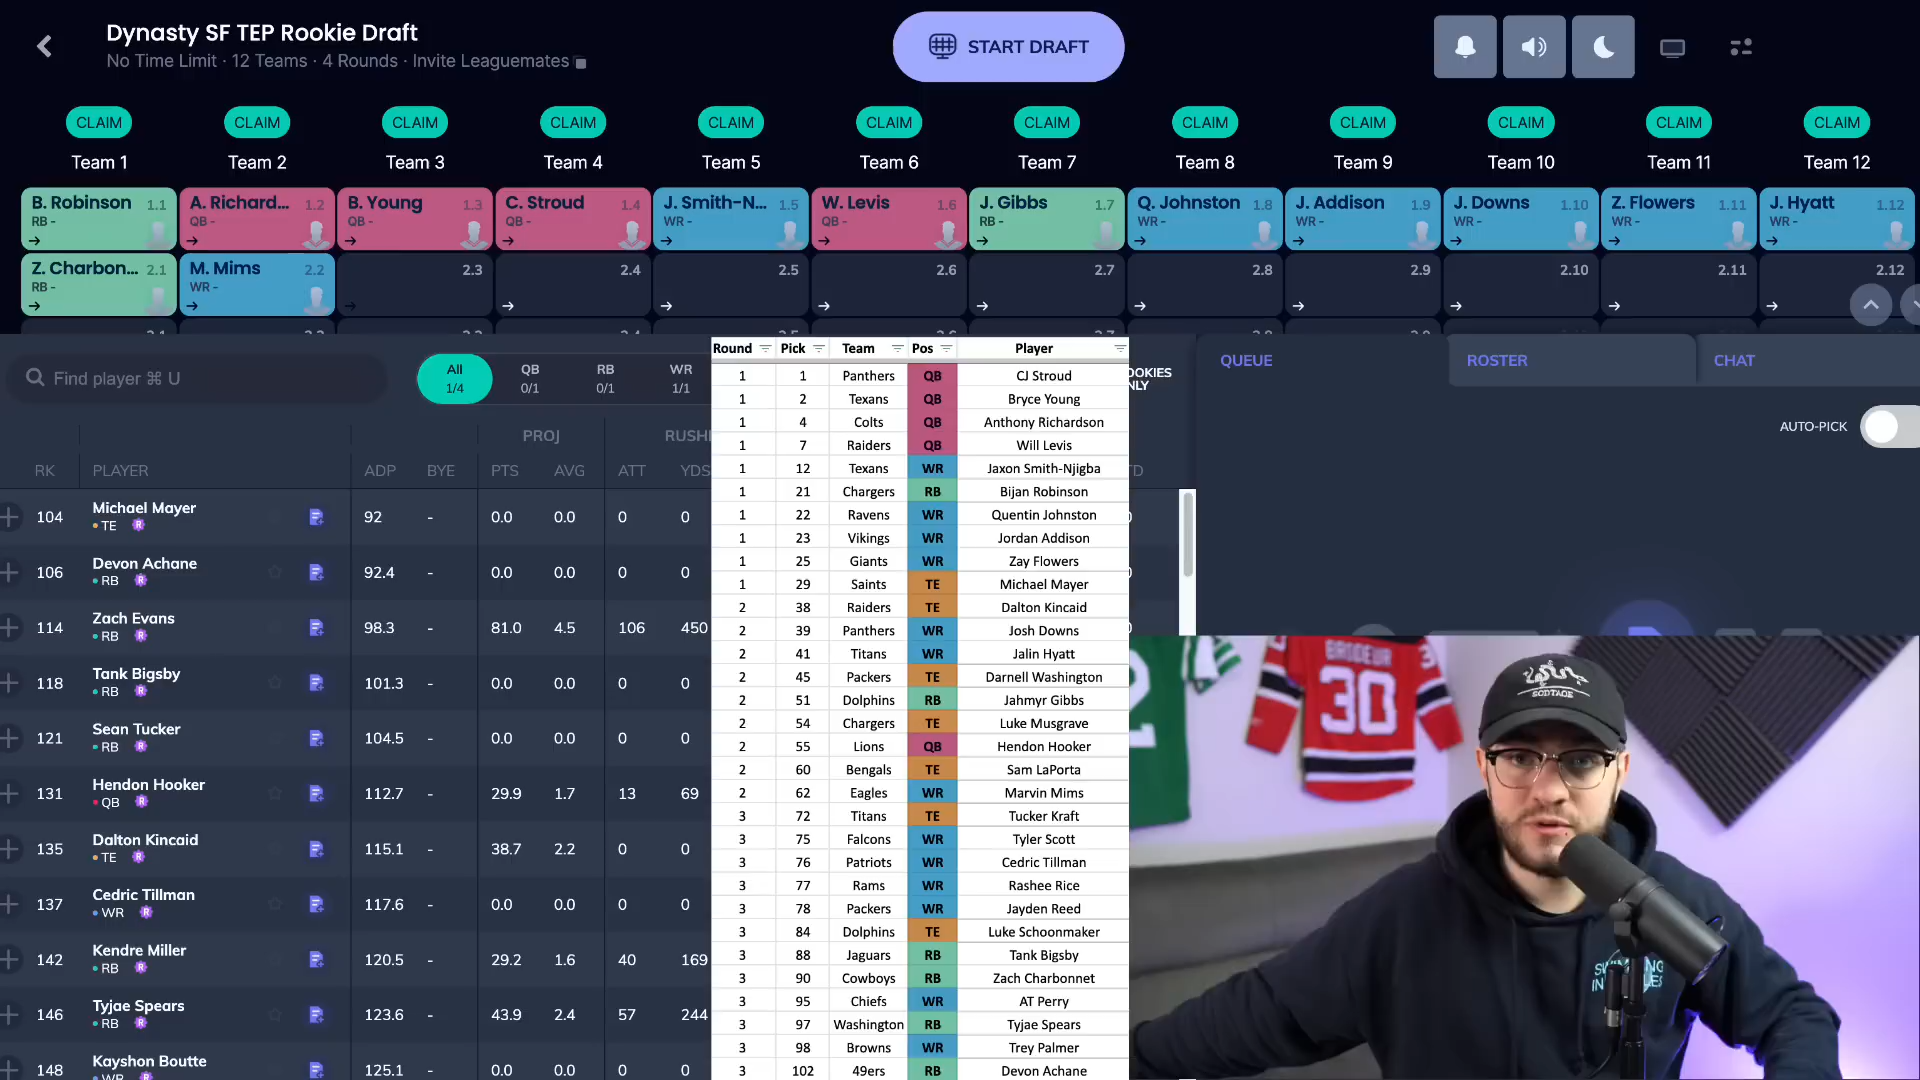 Dynasty SF TEP Rookie Draft
No Time Limit · 12 Teams · 4 Rounds · Invite Leaguemates
START DRAFT
CLAIM CLAIM CLAIM CLAIM CLAIM CLAIM CLAIM CLAIM CLAIM CLAIM CLAIM CLAIM
Team 1 Team 2 Team 3 Team 4 Team 5 Team 6 Team 7 Team 8 Team 9 Team 10 Team 11 Team 12
B. Robinson 1.1 A. Richard... 1.2 B. Young 1.3 C. Stroud 1.4 J. Smith-N... 1.5 W. Levis 1.6 J. Gibbs 1.7 Q. Johnston 1.8 J. Addison 1.9 J. Downs 1.10 Z. Flowers 1.11 J. Hyatt 1.12
RB - QB - QB - QB - WR - QB - RB - WR - WR - WR - WR - WR -
Z. Charbon... 2.1 M. Mims 2.2 2.3 2.4 2.5 2.6 2.7 2.8 2.9 2.10 2.11 2.12
RB - WR -
Find player ⌘ U
All QB RB WR
1/4 0/1 0/1 1/1
PROJ RUSHI
RK PLAYER ADP BYE PTS AVG ATT YDS
104 Michael Mayer 92 - 0.0 0.0 0 0
TE R
106 Devon Achane 92.4 - 0.0 0.0 0 0
RB R
114 Zach Evans 98.3 - 81.0 4.5 106 450
RB R
118 Tank Bigsby 101.3 - 0.0 0.0 0 0
RB R
121 Sean Tucker 104.5 - 0.0 0.0 0 0
RB R
131 Hendon Hooker 112.7 - 29.9 1.7 13 69
QB R
135 Dalton Kincaid 115.1 - 38.7 2.2 0 0
TE R
137 Cedric Tillman 117.6 - 0.0 0.0 0 0
WR R
142 Kendre Miller 120.5 - 29.2 1.6 40 169
RB R
146 Tyjae Spears 123.6 - 43.9 2.4 57 244
RB R
148 Kayshon Boutte 125.1 - 0.0 0.0 0 0
WR R
Round Pick Team Pos Player
1 1 Panthers QB CJ Stroud
1 2 Texans QB Bryce Young
1 4 Colts QB Anthony Richardson
1 7 Raiders QB Will Levis
1 12 Texans WR Jaxon Smith-Njigba
1 21 Chargers RB Bijan Robinson
1 22 Ravens WR Quentin Johnston
1 23 Vikings WR Jordan Addison
1 25 Giants WR Zay Flowers
1 29 Saints TE Michael Mayer
2 38 Raiders TE Dalton Kincaid
2 39 Panthers WR Josh Downs
2 41 Titans WR Jalin Hyatt
2 45 Packers TE Darnell Washington
2 51 Dolphins RB Jahmyr Gibbs
2 54 Chargers TE Luke Musgrave
2 55 Lions QB Hendon Hooker
2 60 Bengals TE Sam LaPorta
2 62 Eagles WR Marvin Mims
3 72 Titans TE Tucker Kraft
3 75 Falcons WR Tyler Scott
3 76 Patriots WR Cedric Tillman
3 77 Rams WR Rashee Rice
3 78 Packers WR Jayden Reed
3 84 Dolphins TE Luke Schoonmaker
3 88 Jaguars RB Tank Bigsby
3 90 Cowboys RB Zach Charbonnet
3 95 Chiefs WR AT Perry
3 97 Washington RB Tyjae Spears
3 98 Browns WR Trey Palmer
3 102 49ers RB Devon Achane
OOKIES
NLY
TD
QUEUE ROSTER CHAT
AUTO-PICK
BRODEUR
30